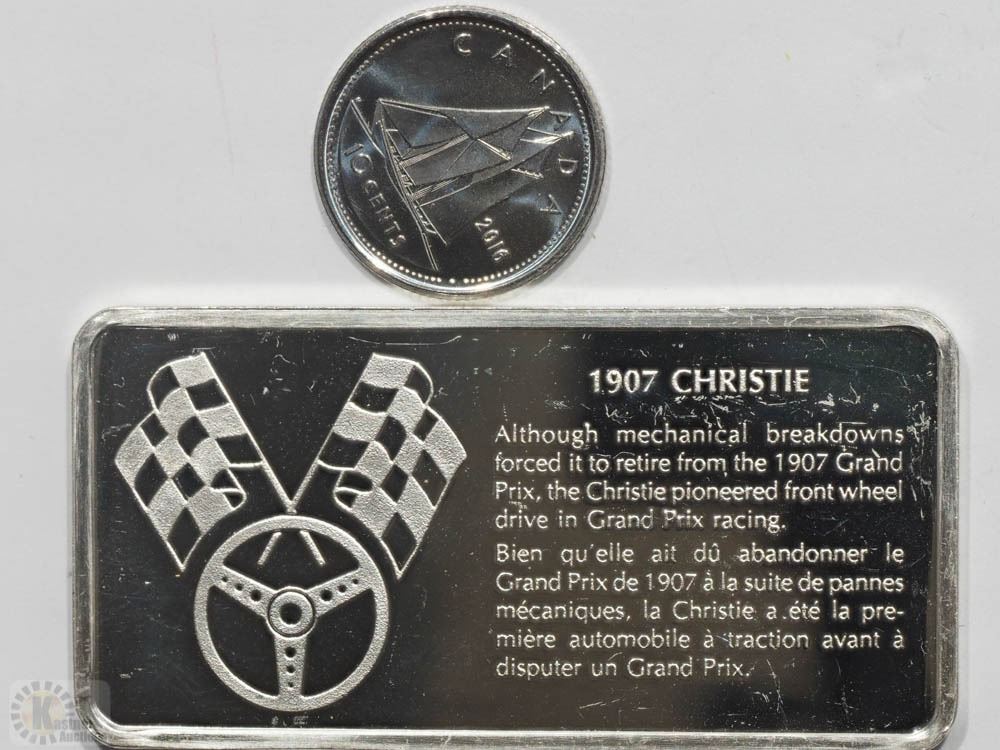 CANADA
10 CENTS
2016
1907 CHRISTIE
Although mechanical breakdowns
forced it to retire from the 1907 Grand
Prix, the Christie pioneered front wheel
drive in Grand Prix racing.
Bien qu'elle ait dû abandonner le
Grand Prix de 1907 à la suite de pannes
mécaniques, la Christie a été la pre-
mière automobile à traction avant à
disputer un Grand Prix.